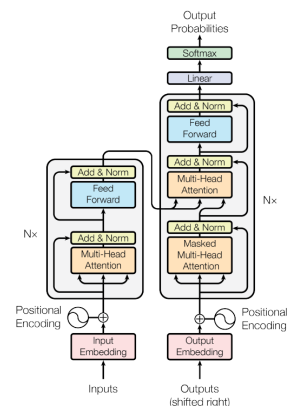 Output
Probabilities
Softmax
Linear
Add & Norm
Feed
Forward
Add & Norm
Multi-Head
Attention
Add & Norm
Masked
Multi-Head
Attention
N×
Add & Norm
Feed
Forward
N×
Add & Norm
Multi-Head
Attention
Positional
Encoding
Positional
Encoding
Input
Embedding
Output
Embedding
Inputs
Outputs
(shifted right)